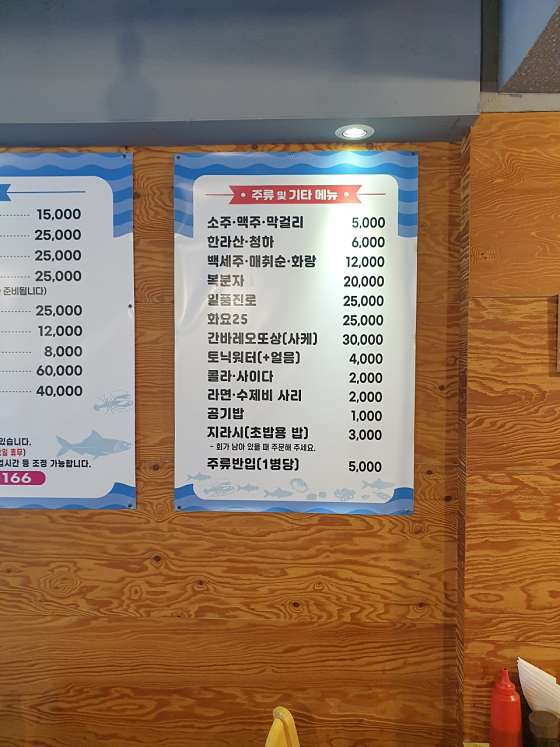 15,000
25,000
25,000
25,000
준비됩니다)
25,000
12,000
8,000
60,000
40,000
있습니다.
휴무)
업시간 등 조정 가능합니다.
166
주류 및 기타 메뉴
소주·맥주·막걸리 5,000
한라산·청하 6,000
백세주·매취순·화랑 12,000
복분자 20,000
일품진로 25,000
화요25 25,000
간바레오또상(사케) 30,000
토닉워터(+얼음) 4,000
콜라·사이다 2,000
라면·수제비 사리 2,000
공기밥 1,000
지라시(초밥용 밥) 3,000
- 회가 남아 있을 때 주문해 주세요.
주류반입(1병당) 5,000